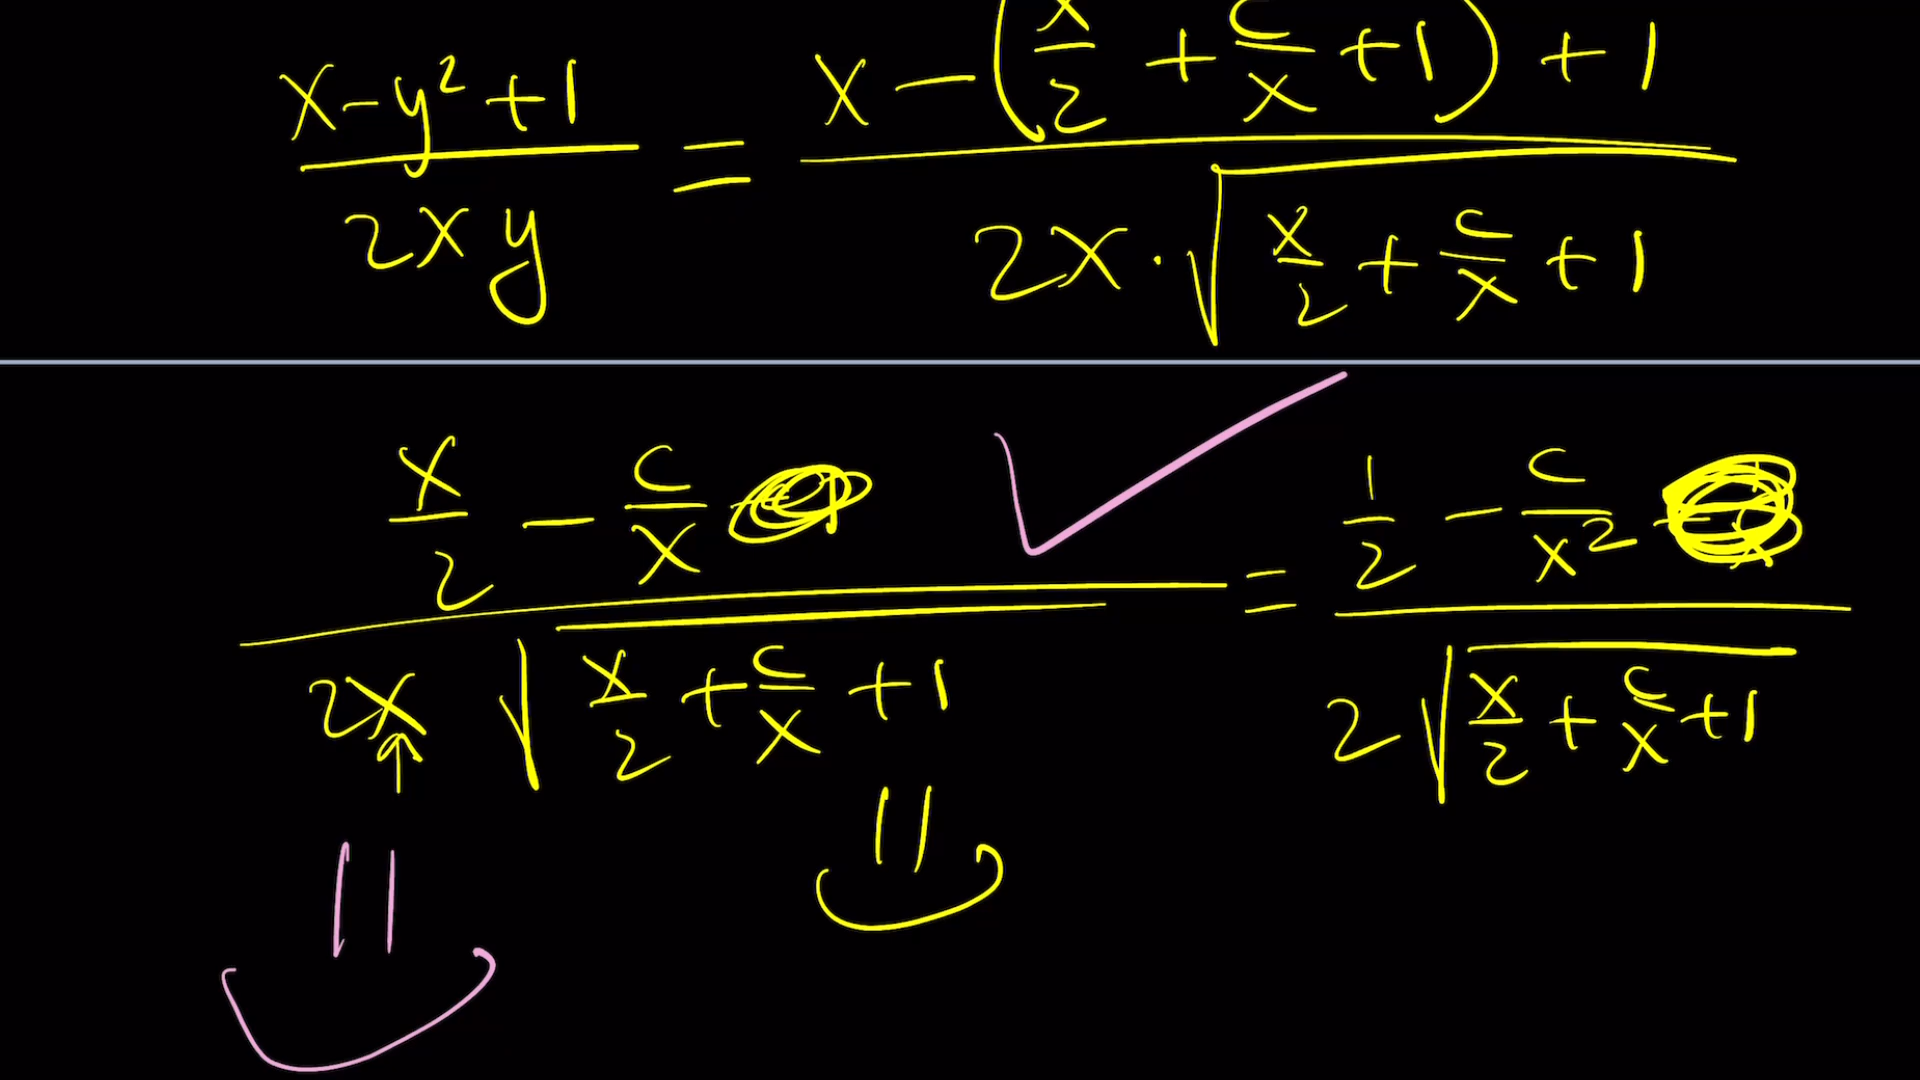 (x - y² + 1)/(2xy) = (x - (x/2 + c/x + 1) + 1)/(2x · √(x/2 + c/x + 1))
(x/2 - c/x)/(2x √(x/2 + c/x + 1)) = (1/2 - c/x²)/(2√(x/2 + c/x + 1))